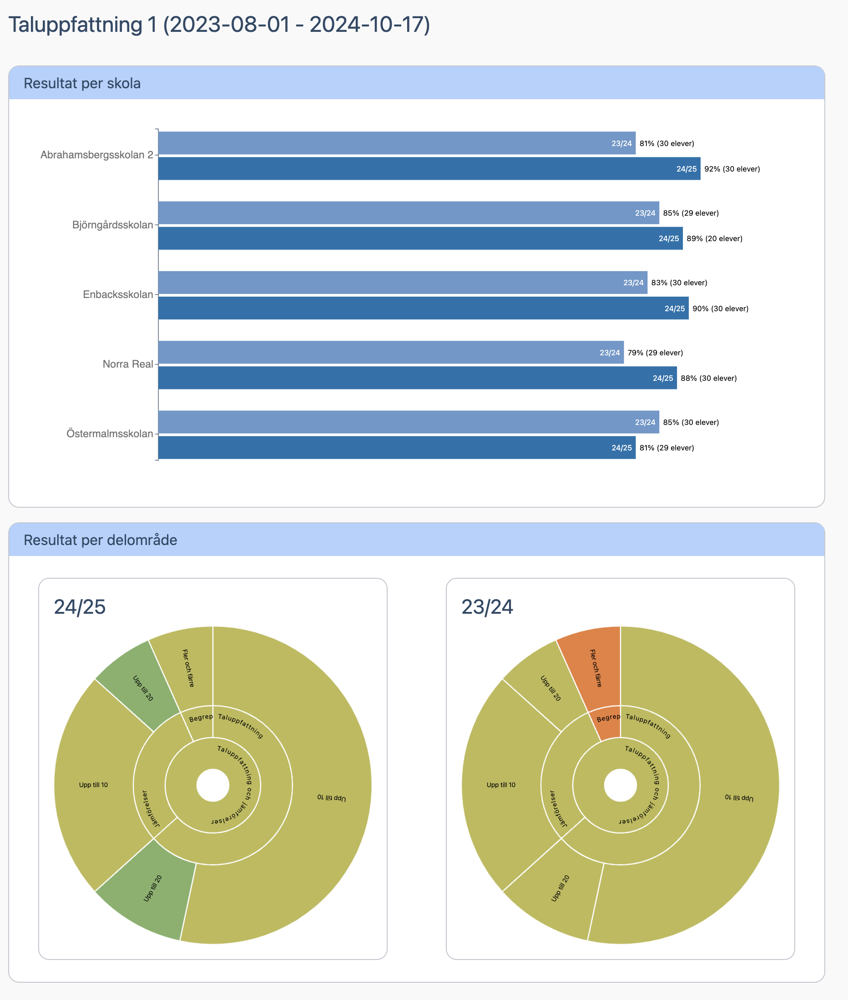 Taluppfattning 1 (2023-08-01 - 2024-10-17)
Resultat per skola
Abrahamsbergsskolan 2
23/24 81% (30 elever)
24/25 92% (30 elever)
Björngårdsskolan
23/24 85% (29 elever)
24/25 89% (20 elever)
Enbacksskolan
23/24 83% (30 elever)
24/25 90% (30 elever)
Norra Real
23/24 79% (29 elever)
24/25 88% (30 elever)
Östermalmsskolan
23/24 85% (30 elever)
24/25 81% (29 elever)
Resultat per delområde
24/25
Fler och färre
Upp till 20
Begrep
Taluppfattning
Taluppfattning och jämförelser
Upp till 10
Jämförelser
Upp till 10
Upp till 20
23/24
Fler och färre
Upp till 20
Begrep
Taluppfattning
Taluppfattning och jämförelser
Upp till 10
Jämförelser
Upp till 10
Upp till 20